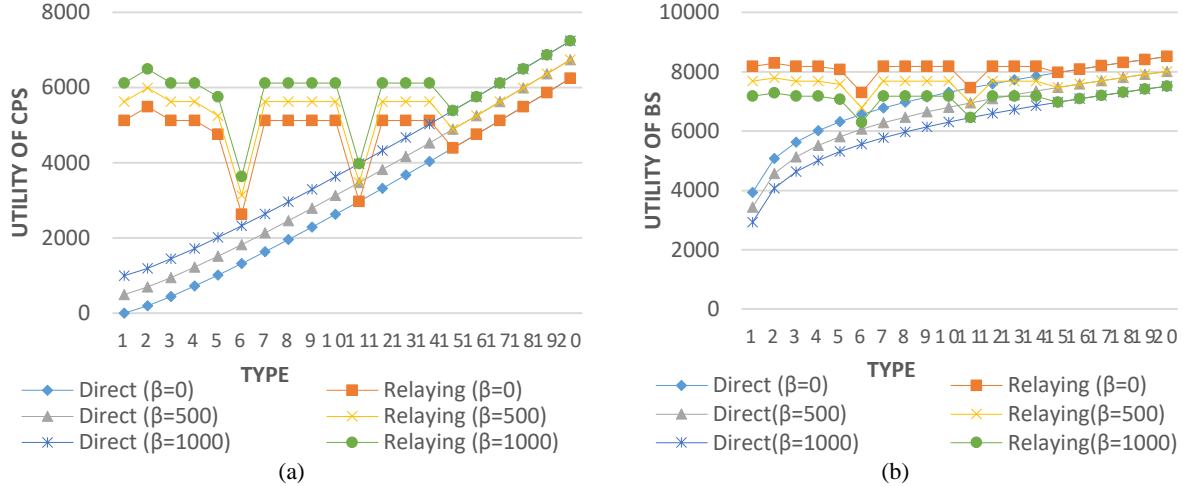 8000
6000
4000
2000
0
UTILITY OF CPS
1 2 3 4 5 6 7 8 9 1 01 11 21 31 41 51 61 71 81 92 0
TYPE
Direct (β=0)
Relaying (β=0)
Direct (β=500)
Relaying (β=500)
Direct (β=1000)
Relaying (β=1000)
(a)
10000
8000
6000
4000
2000
0
UTILITY OF BS
1 2 3 4 5 6 7 8 9 1 01 11 21 31 41 51 61 71 81 92 0
TYPE
Direct (β=0)
Relaying (β=0)
Direct(β=500)
Relaying(β=500)
Direct(β=1000)
Relaying(β=1000)
(b)